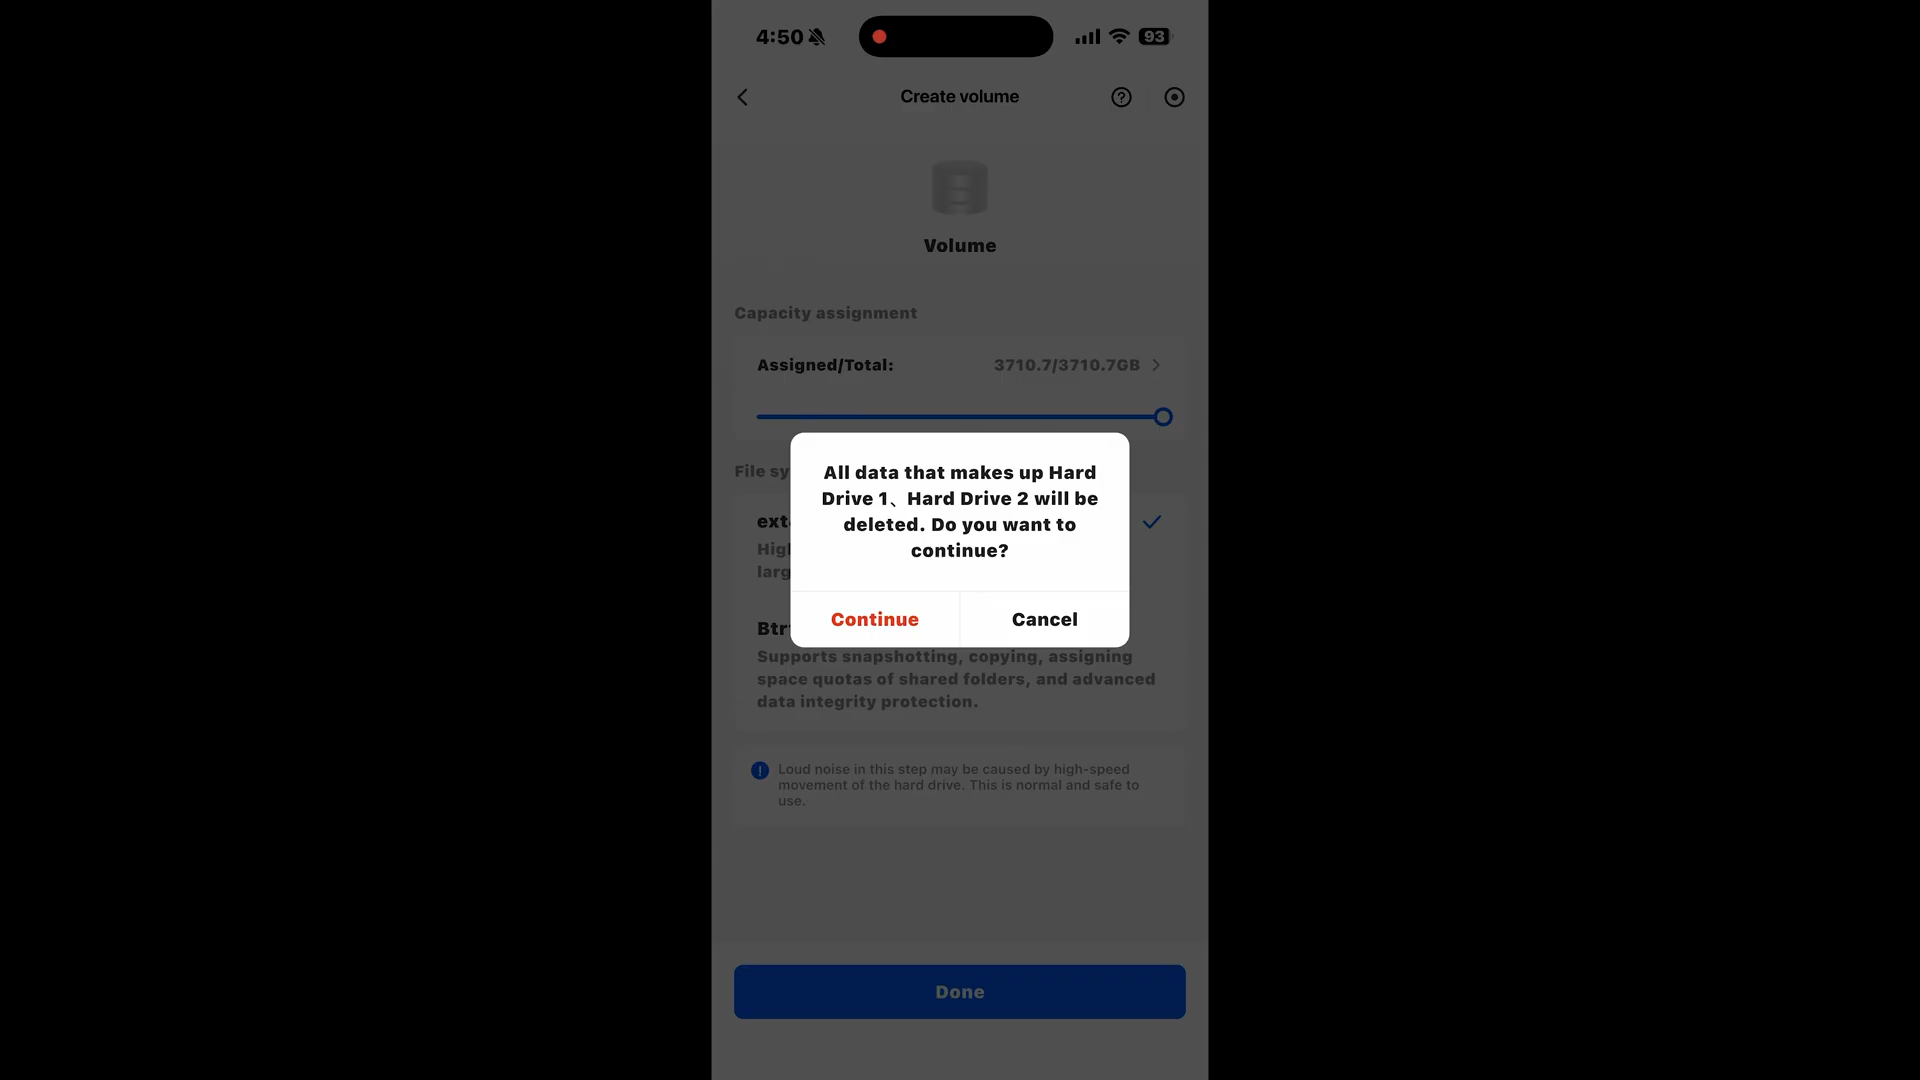 4:50
93
Create volume
Volume
Capacity assignment
Assigned/Total:
3710.7/3710.7GB
File sy
All data that makes up Hard
Drive 1、Hard Drive 2 will be
deleted. Do you want to
continue?
Continue
Cancel
ext
High
larg
Btr
Supports snapshotting, copying, assigning
space quotas of shared folders, and advanced
data integrity protection.
Loud noise in this step may be caused by high-speed
movement of the hard drive. This is normal and safe to
use.
Done